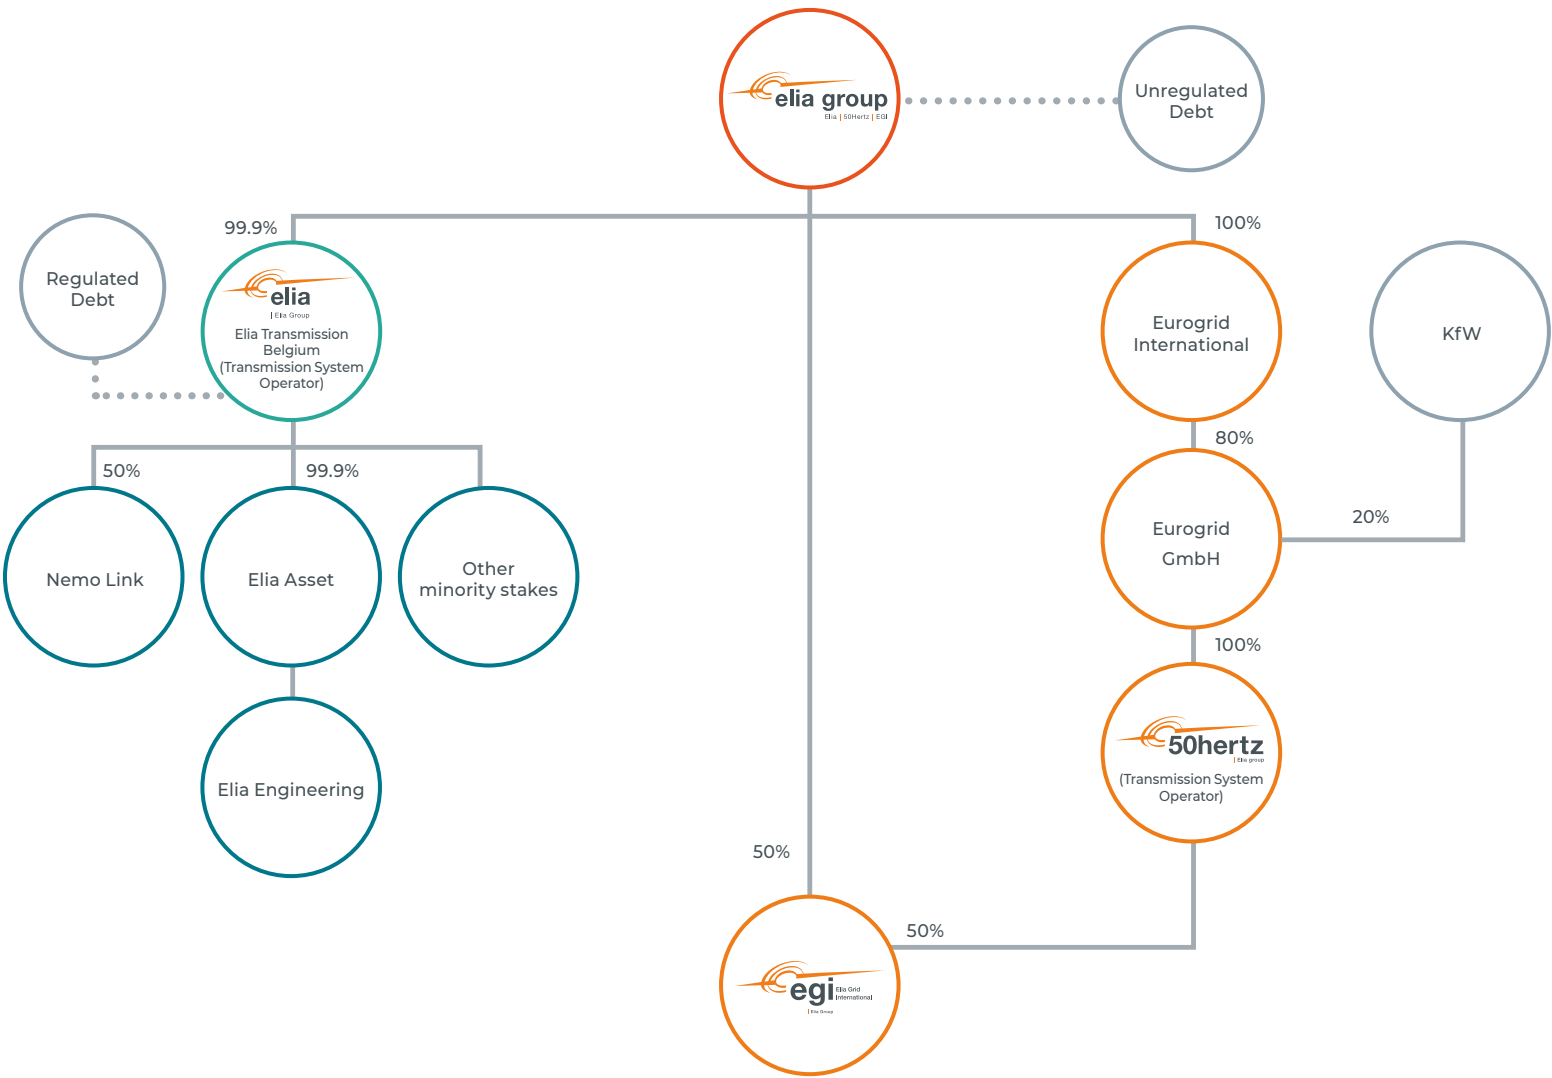 elia group
Elia | 50Hertz | EGI
Unregulated
Debt
99.9%
100%
Regulated
Debt
elia
| Elia Group
Elia Transmission
Belgium
(Transmission System
Operator)
Eurogrid
International
KfW
80%
50%
99.9%
20%
Nemo Link
Elia Asset
Other
minority stakes
Eurogrid
GmbH
100%
50hertz
| Elia group
(Transmission System
Operator)
Elia Engineering
50%
50%
egi
Elia Grid
International
| Elia Group